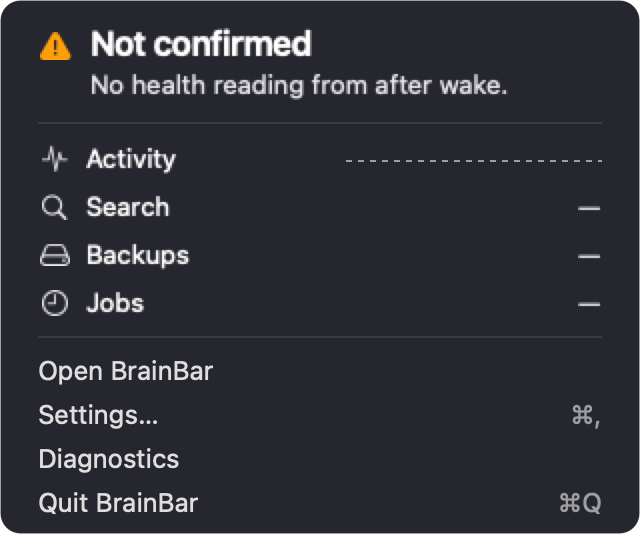 Not confirmed
No health reading from after wake.
Activity
Search —
Backups —
Jobs —
Open BrainBar
Settings... ⌘,
Diagnostics
Quit BrainBar ⌘Q